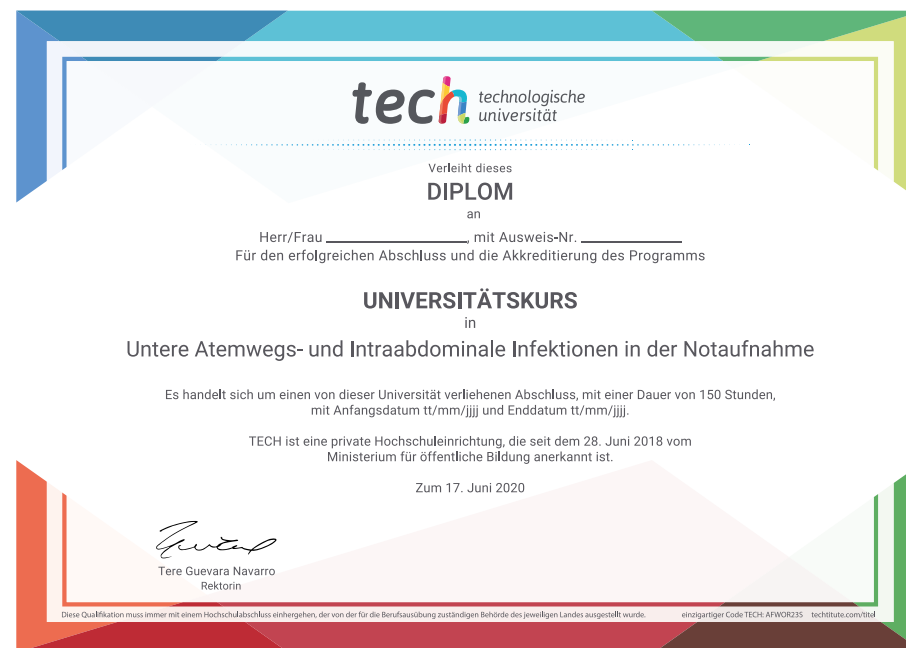 tech technologische
universität
Verleiht dieses
DIPLOM
an
Herr/Frau ____________, mit Ausweis-Nr. ____________
Für den erfolgreichen Abschluss und die Akkreditierung des Programms
UNIVERSITÄTSKURS
in
Untere Atemwegs- und Intraabdominale Infektionen in der Notaufnahme
Es handelt sich um einen von dieser Universität verliehenen Abschluss, mit einer Dauer von 150 Stunden,
mit Anfangsdatum tt/mm/jjjj und Enddatum tt/mm/jjjj.
TECH ist eine private Hochschuleinrichtung, die seit dem 28. Juni 2018 vom
Ministerium für öffentliche Bildung anerkannt ist.
Zum 17. Juni 2020
Tere Guevara Navarro
Rektorin
Diese Qualifikation muss immer mit einem Hochschulabschluss einhergehen, der von der für die Berufsausübung zuständigen Behörde des jeweiligen Landes ausgestellt wurde. einzigartiger Code TECH: AFWOR23S techtitute.com/titel